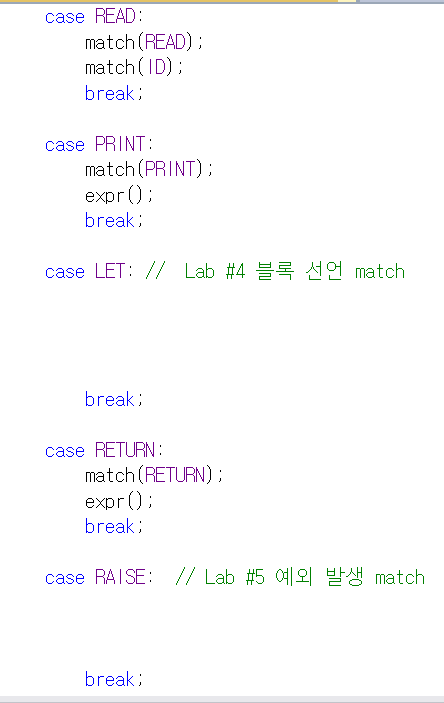 case READ:
match(READ);
match(ID);
break;
case PRINT:
match(PRINT);
expr();
break;
case LET: // Lab #4 블록 선언 match
break;
case RETURN:
match(RETURN);
expr();
break;
case RAISE: // Lab #5 예외 발생 match
break;